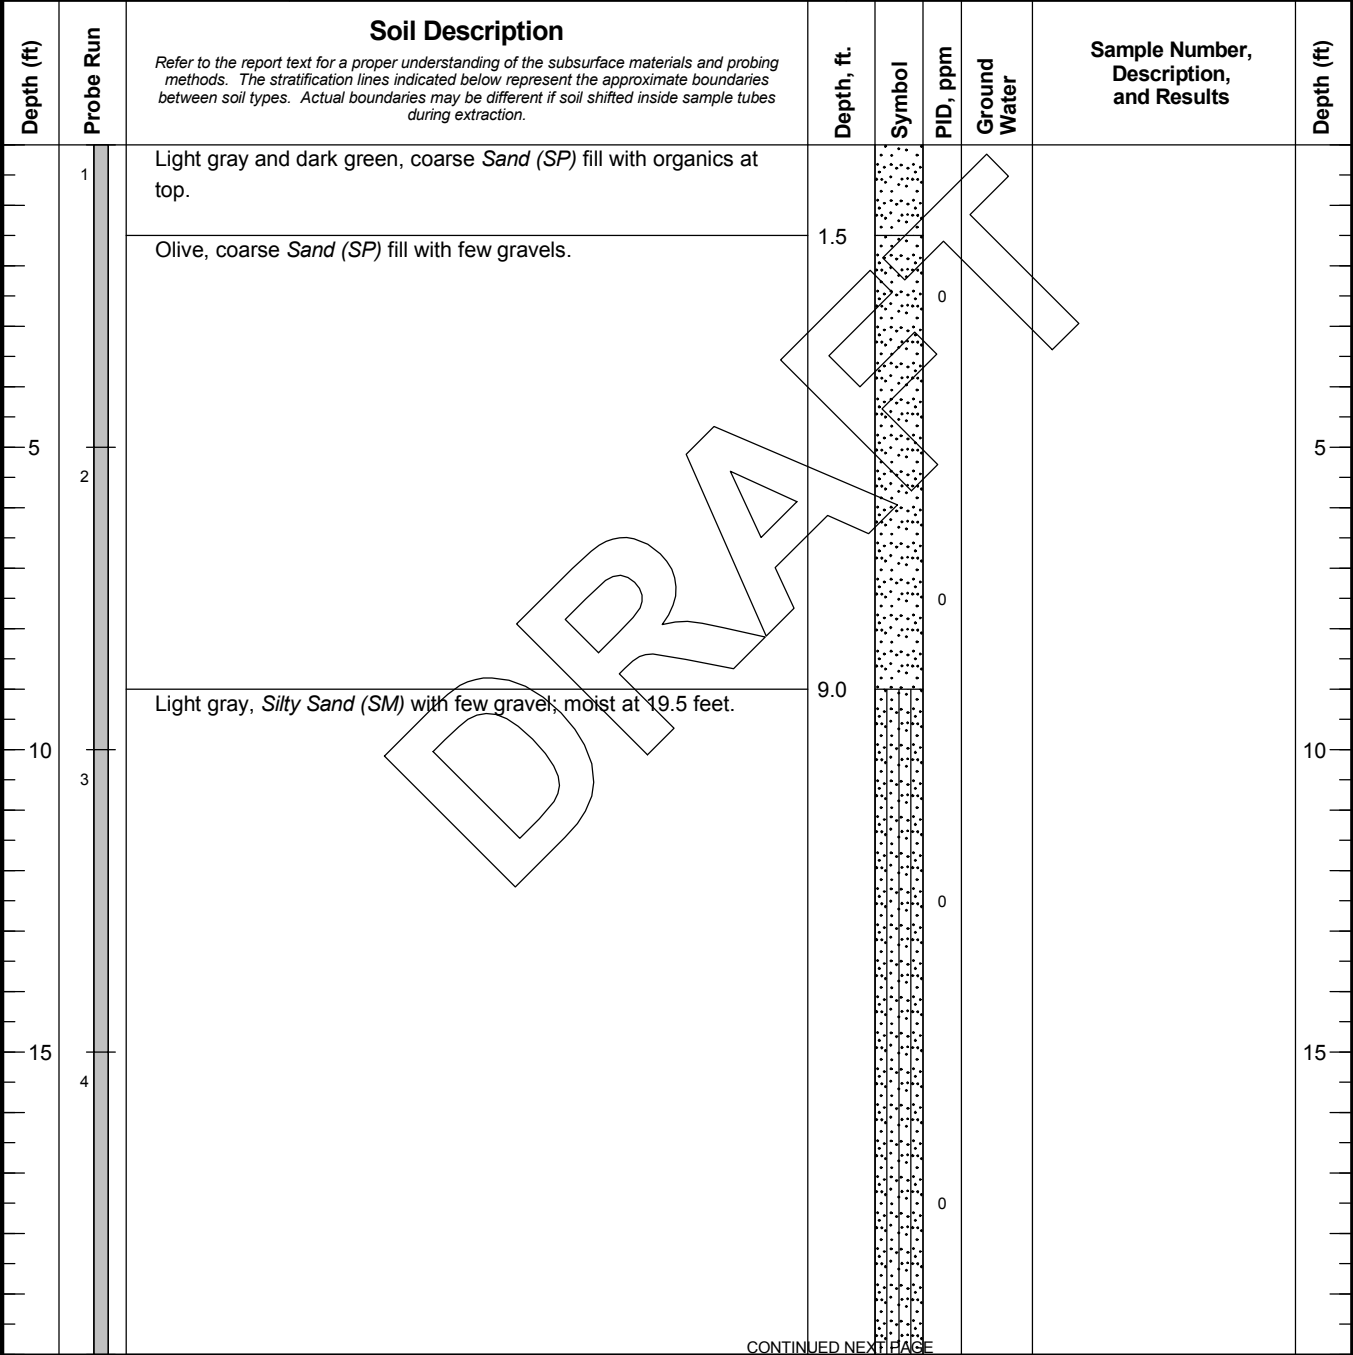 Depth (ft)
Probe Run
Soil Description
Refer to the report text for a proper understanding of the subsurface materials and probing
methods. The stratification lines indicated below represent the approximate boundaries
between soil types. Actual boundaries may be different if soil shifted inside sample tubes
during extraction.
Depth, ft.
Symbol
PID, ppm
Ground
Water
Sample Number,
Description,
and Results
Depth (ft)
1
Light gray and dark green, coarse Sand (SP) fill with organics at
top.
1.5
Olive, coarse Sand (SP) fill with few gravels.
0
5
5
2
0
9.0
Light gray, Silty Sand (SM) with few gravel; moist at 19.5 feet.
10
10
3
0
15
15
4
0
CONTINUED NEXT PAGE
DRAFT